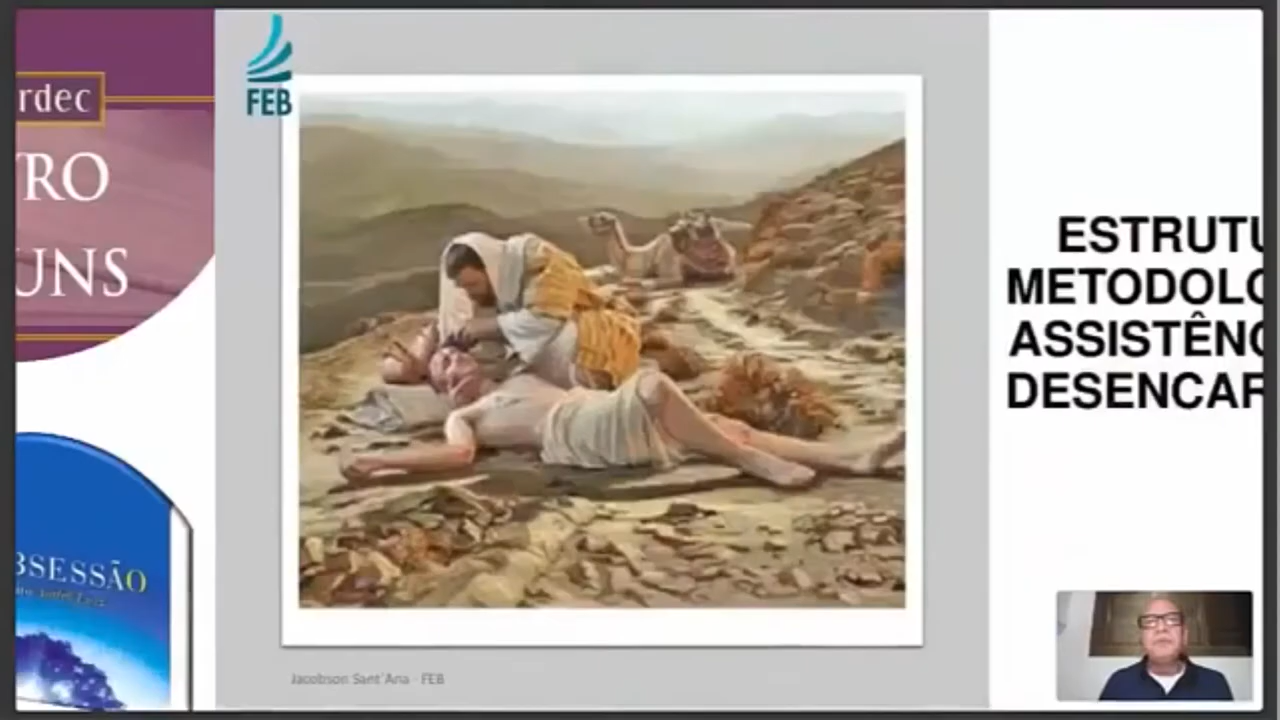 rdec
RO
UNS
BSESSÃO
FEB
Jacobson Sant'Ana - FEB
ESTRUTU
METODOLO
ASSISTÊNC
DESENCAR